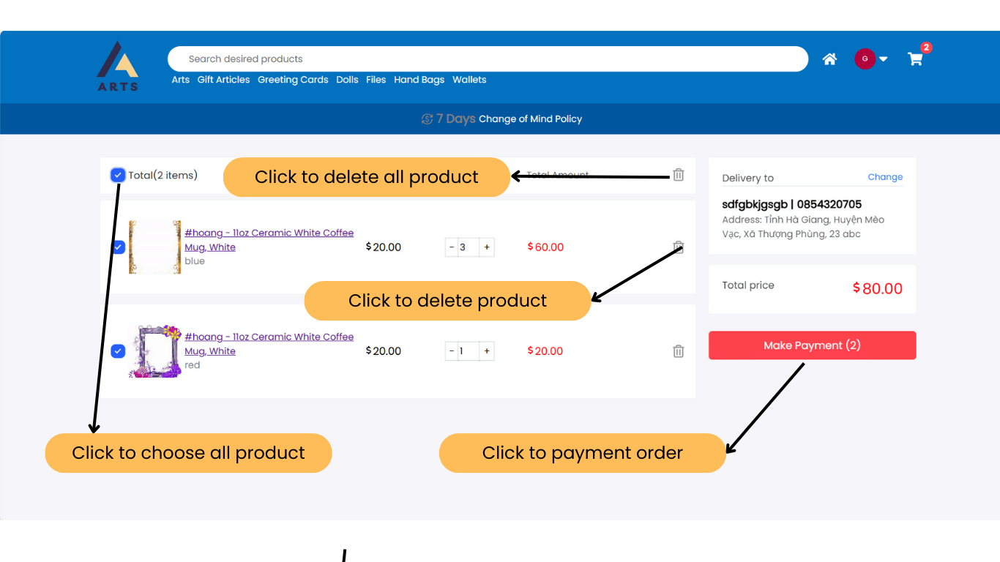 Search desired products
G
2
ARTS
Arts Gift Articles Greeting Cards Dolls Files Hand Bags Wallets
7 Days Change of Mind Policy
Total(2 items)
Click to delete all product
Total Amount
Delivery to
Change
sdfgbkjgsgb | 0854320705
Address: Tỉnh Hà Giang, Huyện Mèo
Vạc, Xã Thượng Phùng, 23 abc
#hoang - 11oz Ceramic White Coffee
Mug, White
blue
$20.00
- 3 +
$60.00
Click to delete product
Total price
$80.00
#hoang - 11oz Ceramic White Coffee
Mug, White
red
$20.00
- 1 +
$20.00
Make Payment (2)
Click to choose all product
Click to payment order